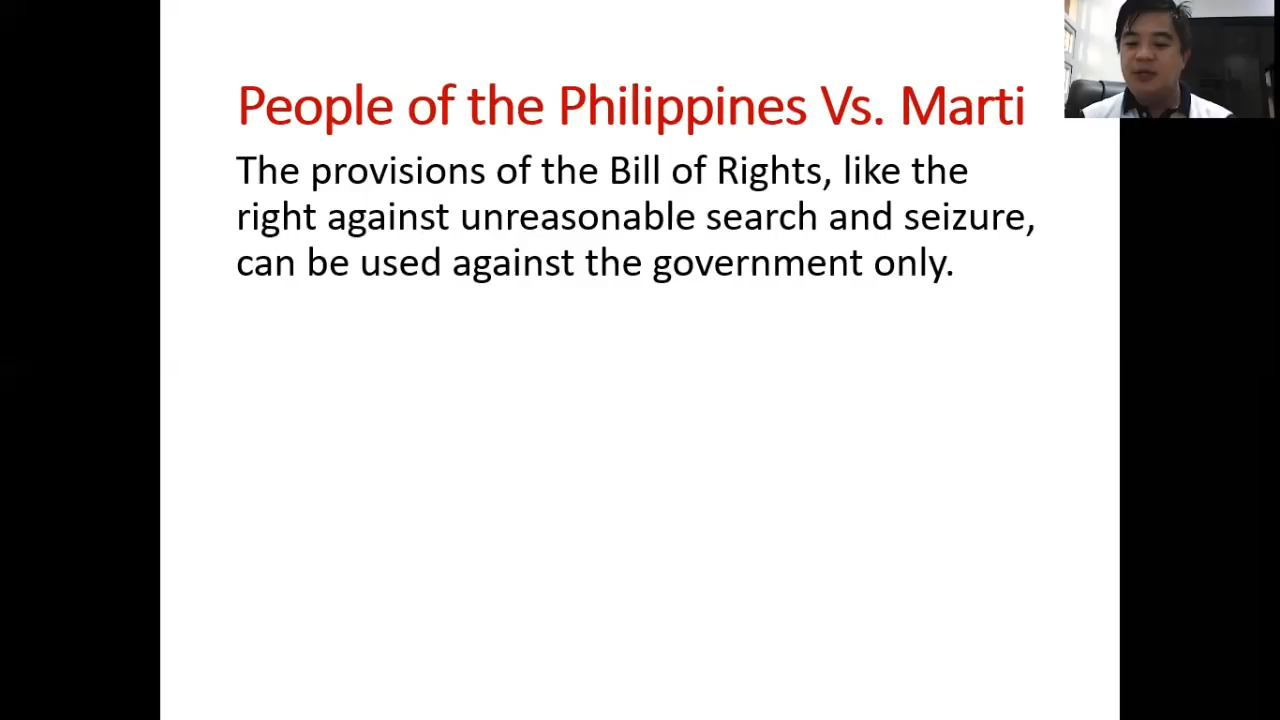 People of the Philippines Vs. Marti
The provisions of the Bill of Rights, like the
right against unreasonable search and seizure,
can be used against the government only.